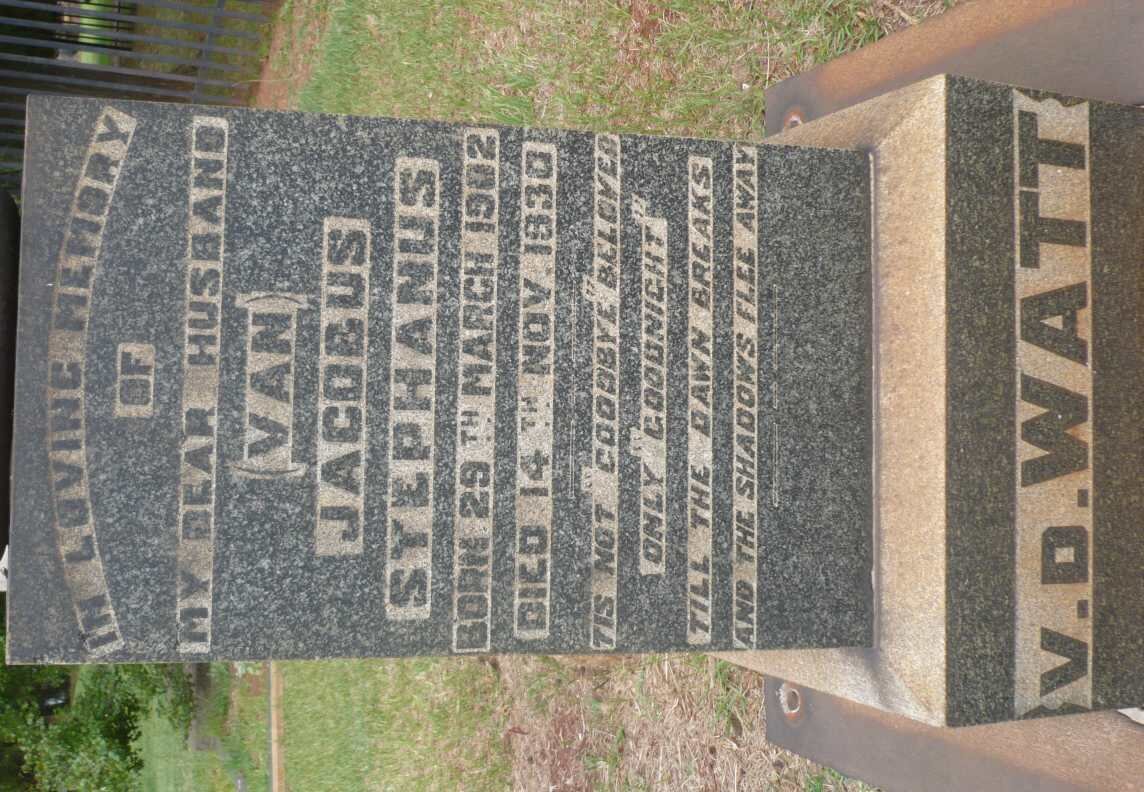 IN LOVING MEMORY
OF
MY DEAR HUSBAND
VAN
JACOBUS
STEPHANUS
BORN 29TH MARCH 1902
DIED 14TH NOV. 1930
'TIS NOT "GOODBYE" BELOVED
ONLY "GOODNIGHT"
TILL THE DAWN BREAKS
AND THE SHADOWS FLEE AWAY
V.D. WATT